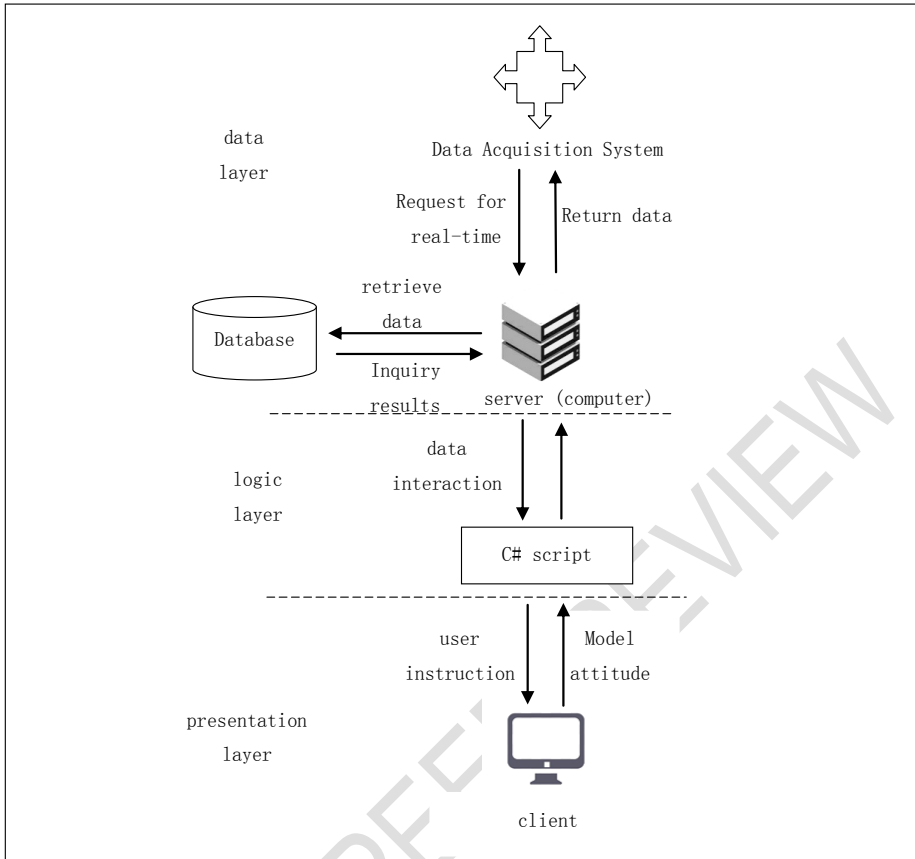 data
layer
Data Acquisition System
Request for
real-time
Return data
retrieve
data
Database
Inquiry
results
server (computer)
data
interaction
logic
layer
C# script
user
instruction
Model
attitude
presentation
layer
client